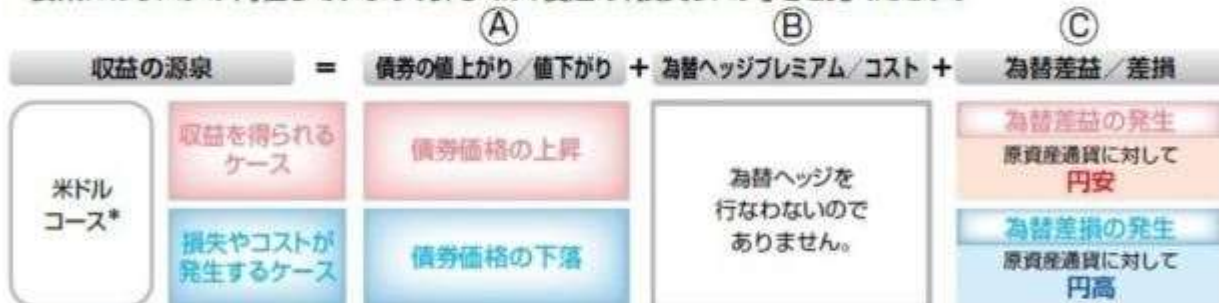 Ⓐ Ⓑ Ⓒ
収益の源泉 = 債券の値上がり/値下がり + 為替ヘッジプレミアム/コスト + 為替差益/差損
米ドル
コース*
収益を得られる
ケース
債券価格の上昇
損失やコストが
発生するケース
債券価格の下落
為替ヘッジを
行なわないので
ありません。
為替差益の発生
原資産通貨に対して
円安
為替差損の発生
原資産通貨に対して
円高